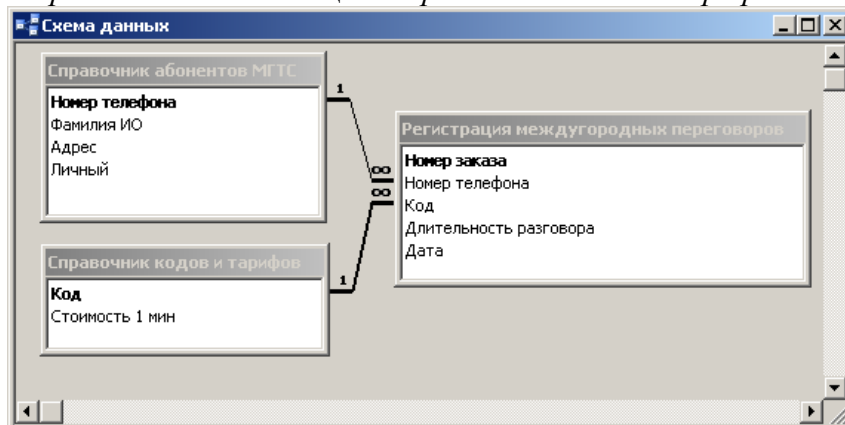 Схема данных
Справочник абонентов МГТС
Номер телефона
Фамилия ИО
Адрес
Личный
1
∞
∞
1
Регистрация междугородных переговоров
Номер заказа
Номер телефона
Код
Длительность разговора
Дата
Справочник кодов и тарифов
Код
Стоимость 1 мин